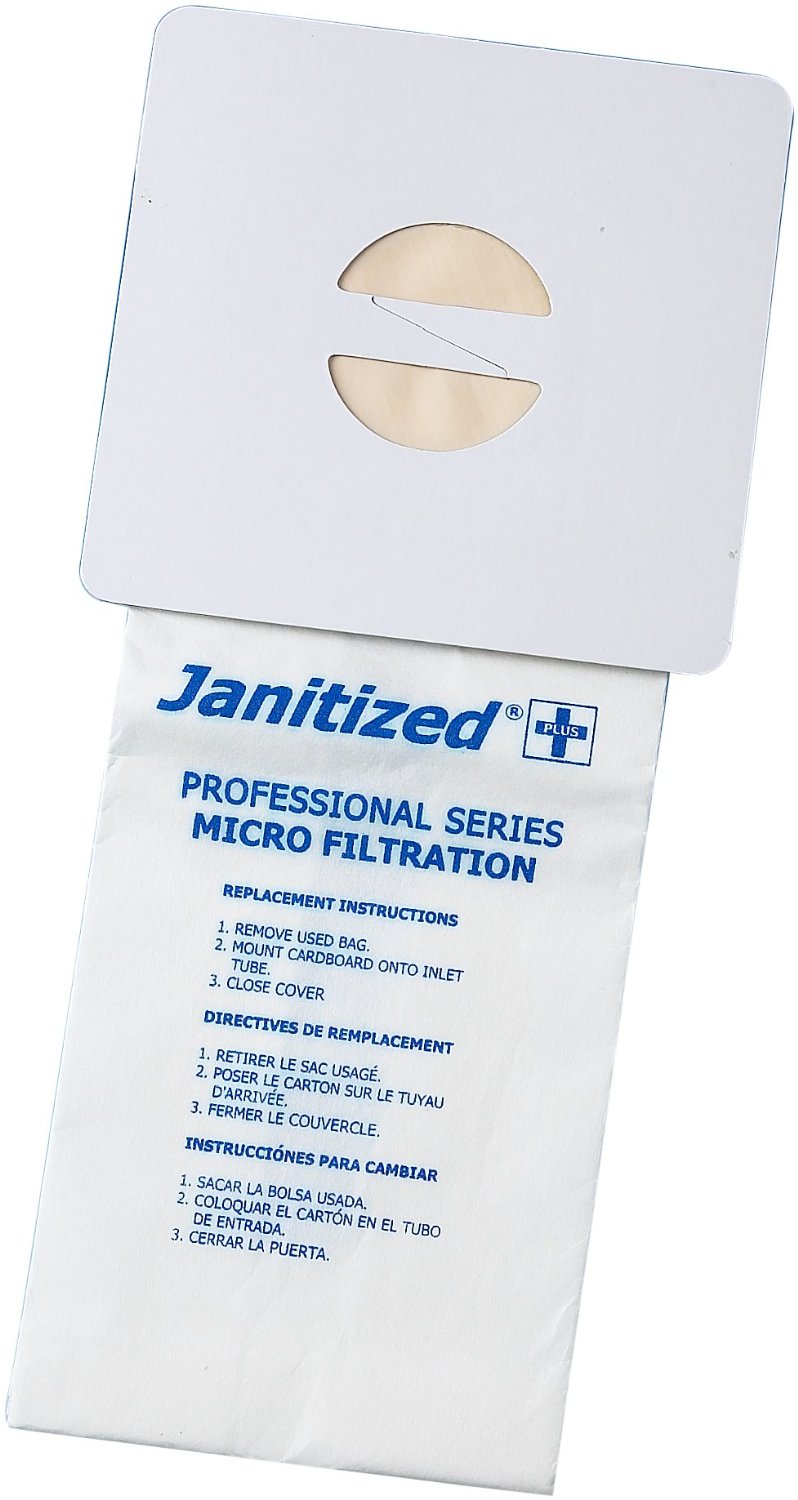 Janitized® PLUS
PROFESSIONAL SERIES
MICRO FILTRATION
REPLACEMENT INSTRUCTIONS
1. REMOVE USED BAG.
2. MOUNT CARDBOARD ONTO INLET
TUBE.
3. CLOSE COVER
DIRECTIVES DE REMPLACEMENT
1. RETIRER LE SAC USAGÉ.
2. POSER LE CARTON SUR LE TUYAU
D'ARRIVÉE.
3. FERMER LE COUVERCLE.
INSTRUCCIÓNES PARA CAMBIAR
1. SACAR LA BOLSA USADA.
2. COLOQUAR EL CARTÓN EN EL TUBO
DE ENTRADA.
3. CERRAR LA PUERTA.